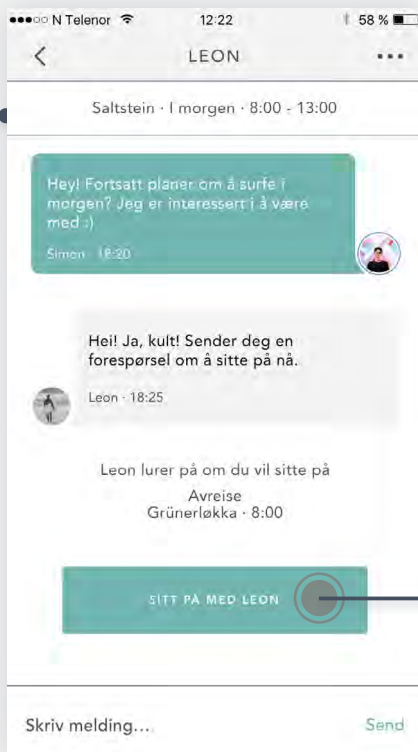 N Telenor 12:22 58 %
LEON
Saltstein · I morgen · 8:00 - 13:00
Hey! Fortsatt planer om å surfe i
morgen? Jeg er interessert i å være
med :)
Simen · 18:20
Hei! Ja, kult! Sender deg en
forespørsel om å sitte på nå.
Leon · 18:25
Leon lurer på om du vil sitte på
Avreise
Grünerløkka · 8:00
SITT PÅ MED LEON
Skriv melding... Send